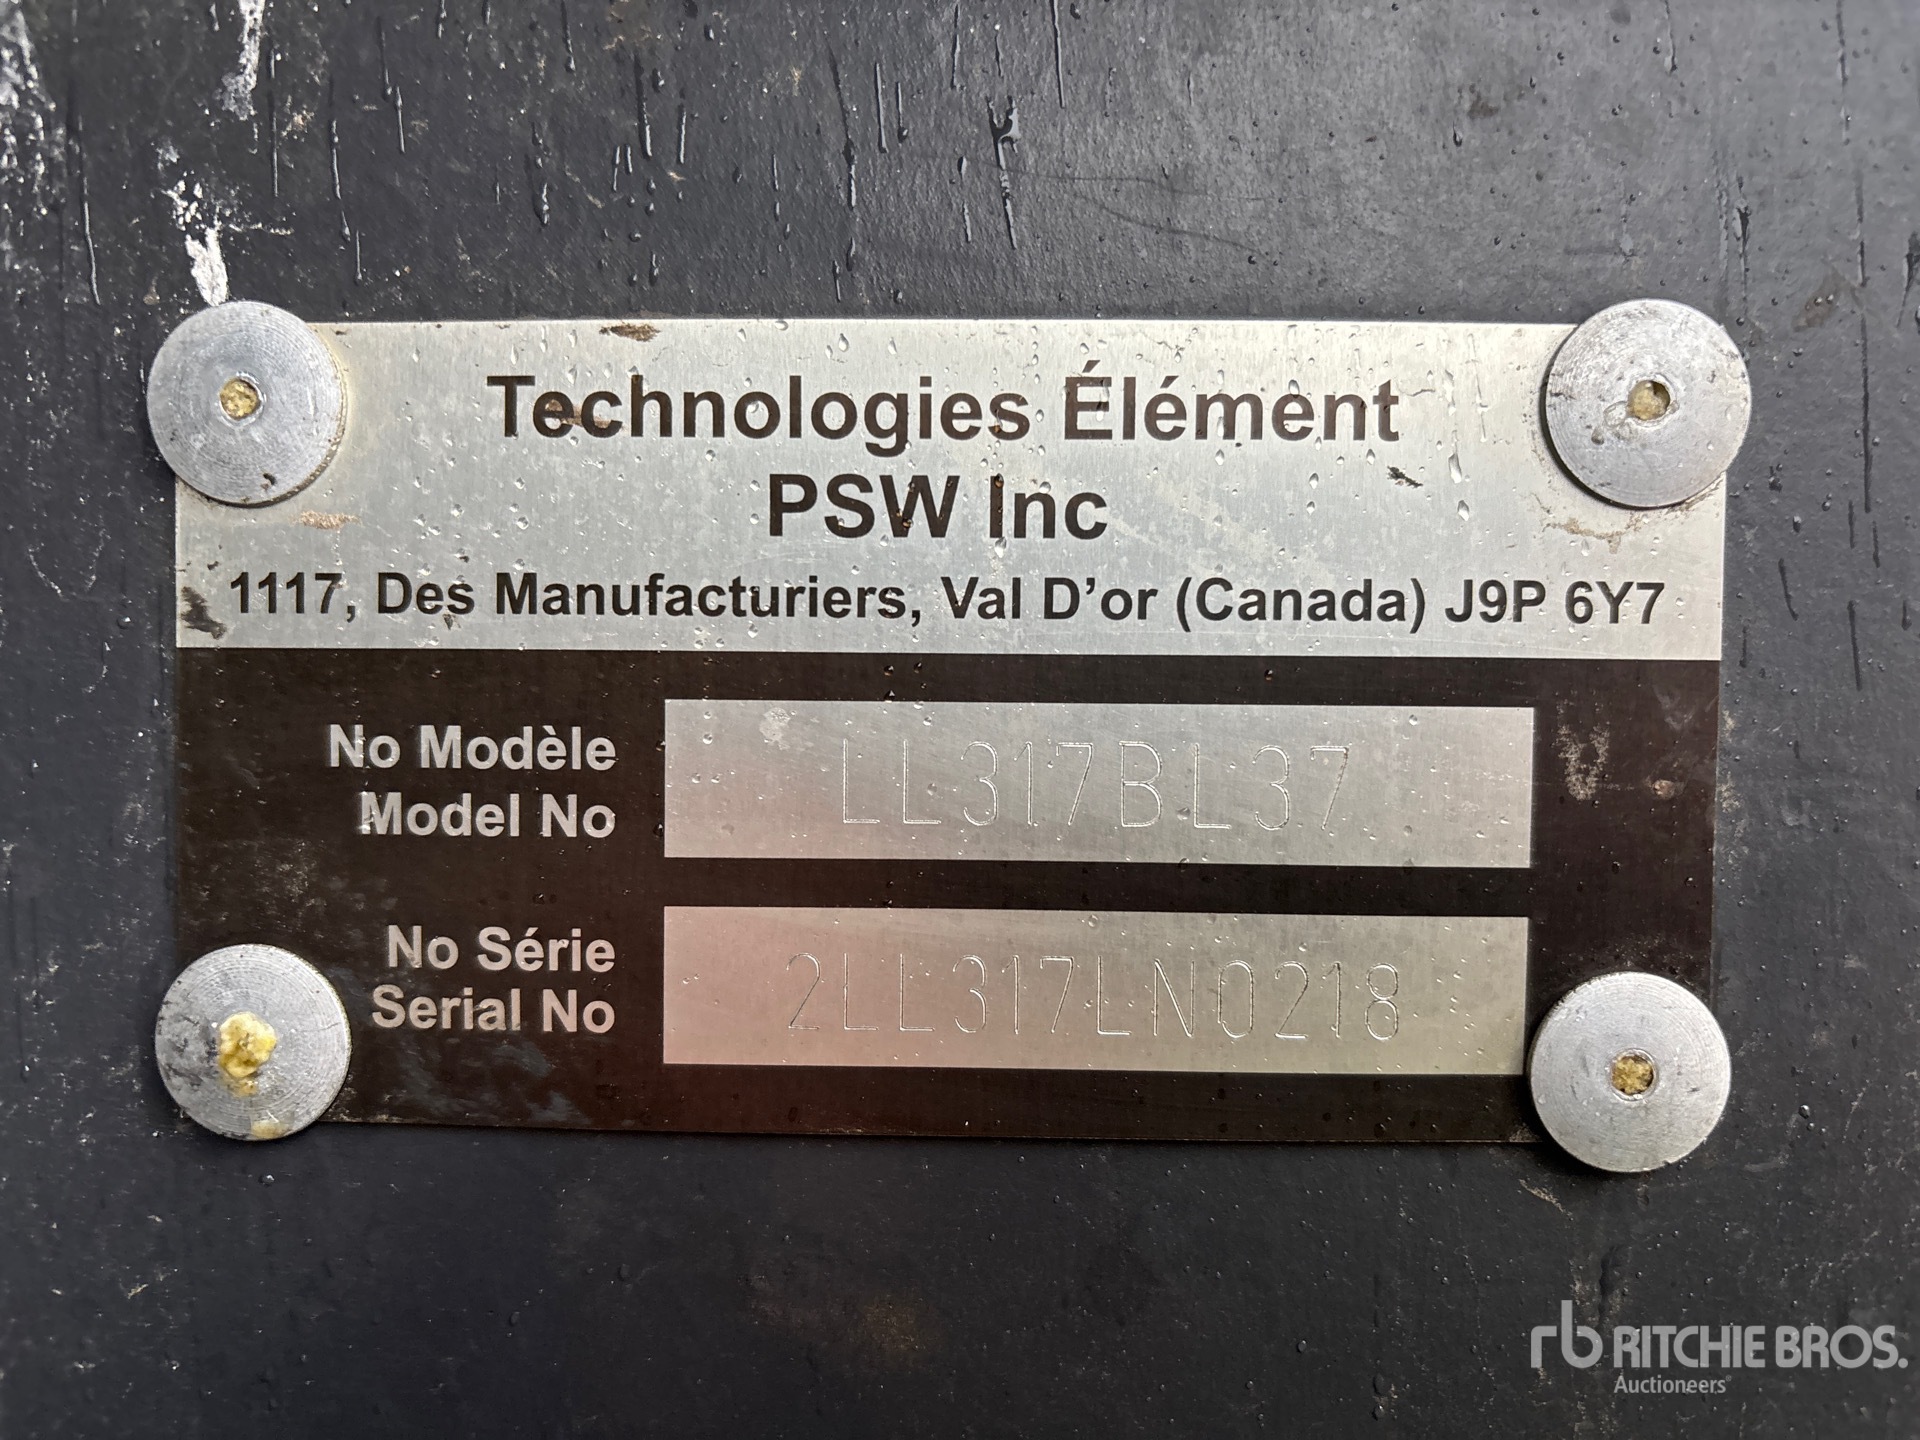 Technologies Élément
PSW Inc
1117, Des Manufacturiers, Val D'or (Canada) J9P 6Y7
No Modèle
Model No
LL317BL37
No Série
Serial No
2LL317LN0218
rb RITCHIE BROS.
Auctioneers